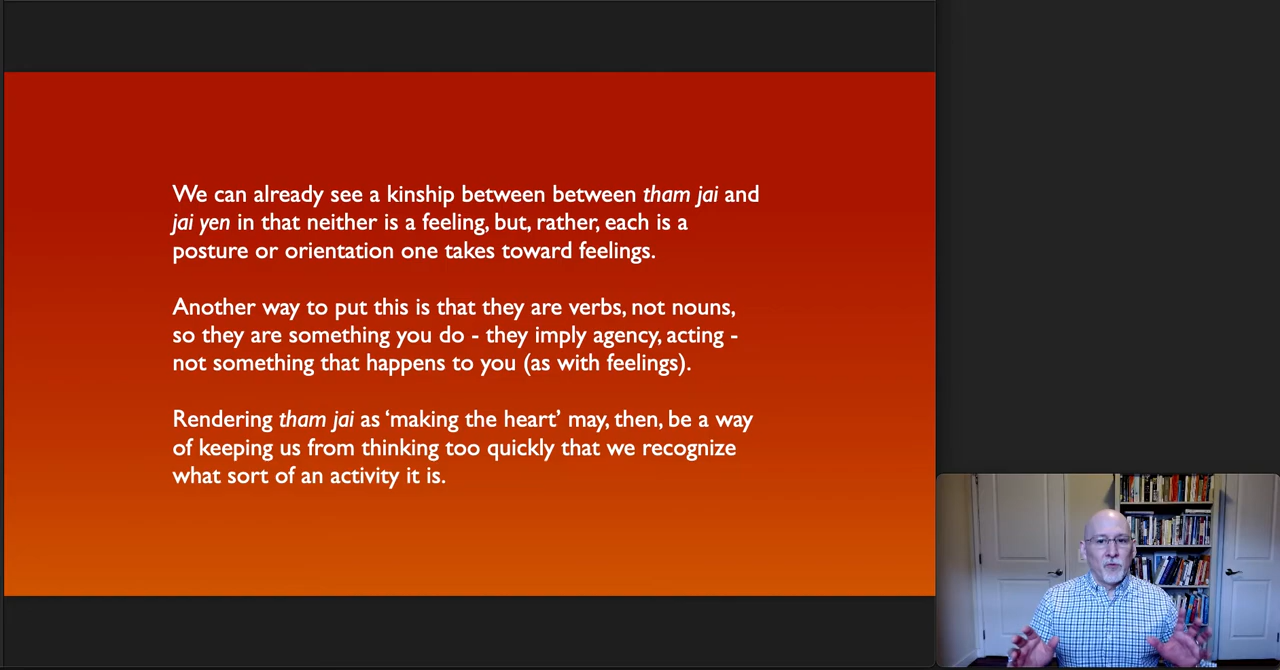 We can already see a kinship between between tham jai and
jai yen in that neither is a feeling, but, rather, each is a
posture or orientation one takes toward feelings.
Another way to put this is that they are verbs, not nouns,
so they are something you do - they imply agency, acting -
not something that happens to you (as with feelings).
Rendering tham jai as ‘making the heart’ may, then, be a way
of keeping us from thinking too quickly that we recognize
what sort of an activity it is.